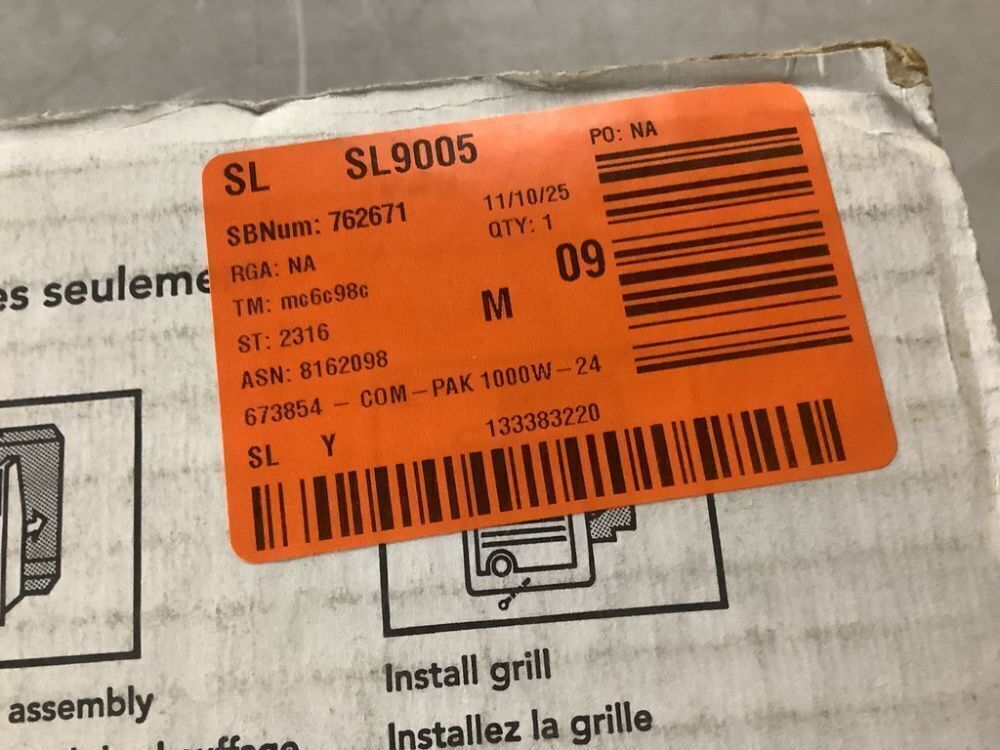 SL SL9005
PO: NA
SBNum: 762671
11/10/25
RGA: NA
QTY: 1
TM: mc6c98c
09
ST: 2316
M
ASN: 8162098
673854 - COM-PAK 1000W-24
SL Y
133383220
es seuleme
assembly
Install grill
Installez la grille